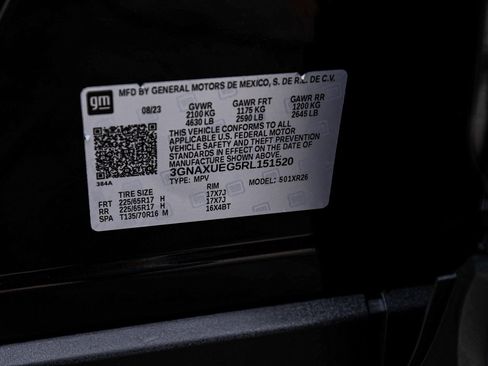 gm
MFD BY GENERAL MOTORS DE MEXICO, S. DE R.L. DE C.V.
08/23 GVWR GAWR FRT GAWR RR
2100 KG 1175 KG 1200 KG
4630 LB 2590 LB 2645 LB
THIS VEHICLE CONFORMS TO ALL
APPLICABLE U.S. FEDERAL MOTOR
VEHICLE SAFETY AND THEFT PREVENTION
STANDARDS IN EFFECT ON THE DATE OF
MANUFACTURE SHOWN ABOVE.
3GNAXUEG5RL151520
384A TYPE: MPV MODEL: 501XR26
TIRE SIZE RIM
FRT 225/65R17 H 17X7J
RR 225/65R17 H 17X7J
SPA T135/70R16 M 16X4BT